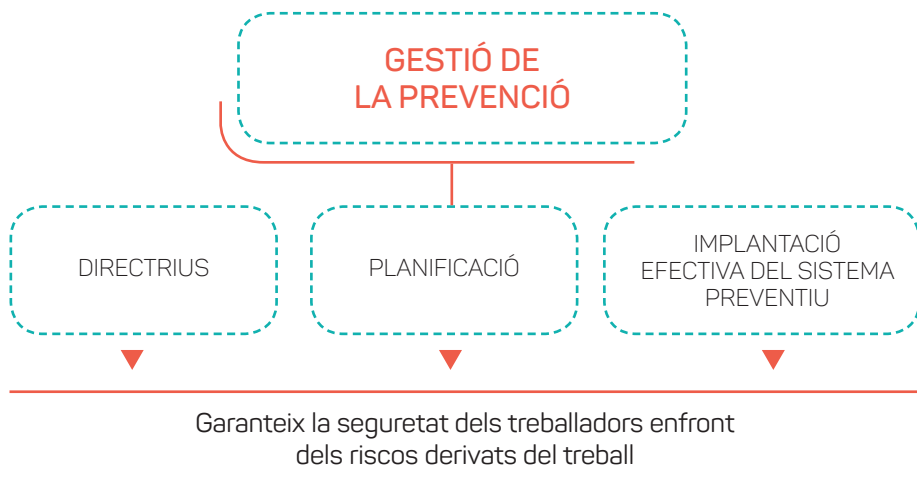 GESTIÓ DE
LA PREVENCIÓ
DIRECTRIUS
PLANIFICACIÓ
IMPLANTACIÓ
EFECTIVA DEL SISTEMA
PREVENTIU
Garanteix la seguretat dels treballadors enfront
dels riscos derivats del treball